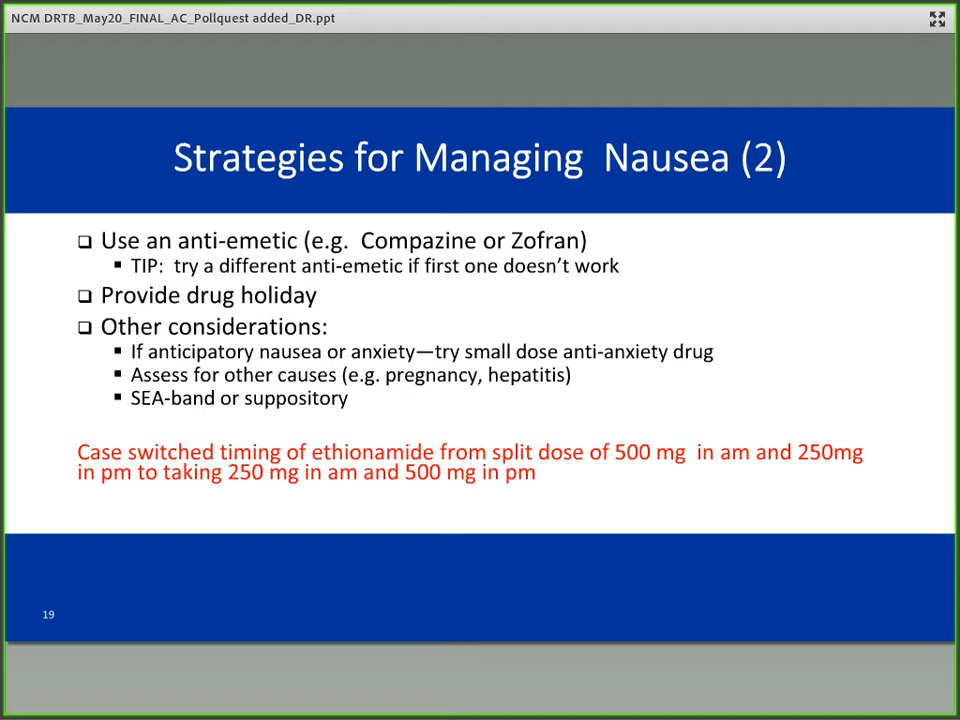 NCM DRTB_May20_FINAL_AC_Pollquest added_DR.ppt
Strategies for Managing  Nausea (2)
Use an anti-emetic (e.g.  Compazine or Zofran)
TIP:  try a different anti-emetic if first one doesn't work
Provide drug holiday
Other considerations:
If anticipatory nausea or anxiety—try small dose anti-anxiety drug
Assess for other causes (e.g. pregnancy, hepatitis)
SEA-band or suppository
Case switched timing of ethionamide from split dose of 500 mg  in am and 250mg
in pm to taking 250 mg in am and 500 mg in pm
19